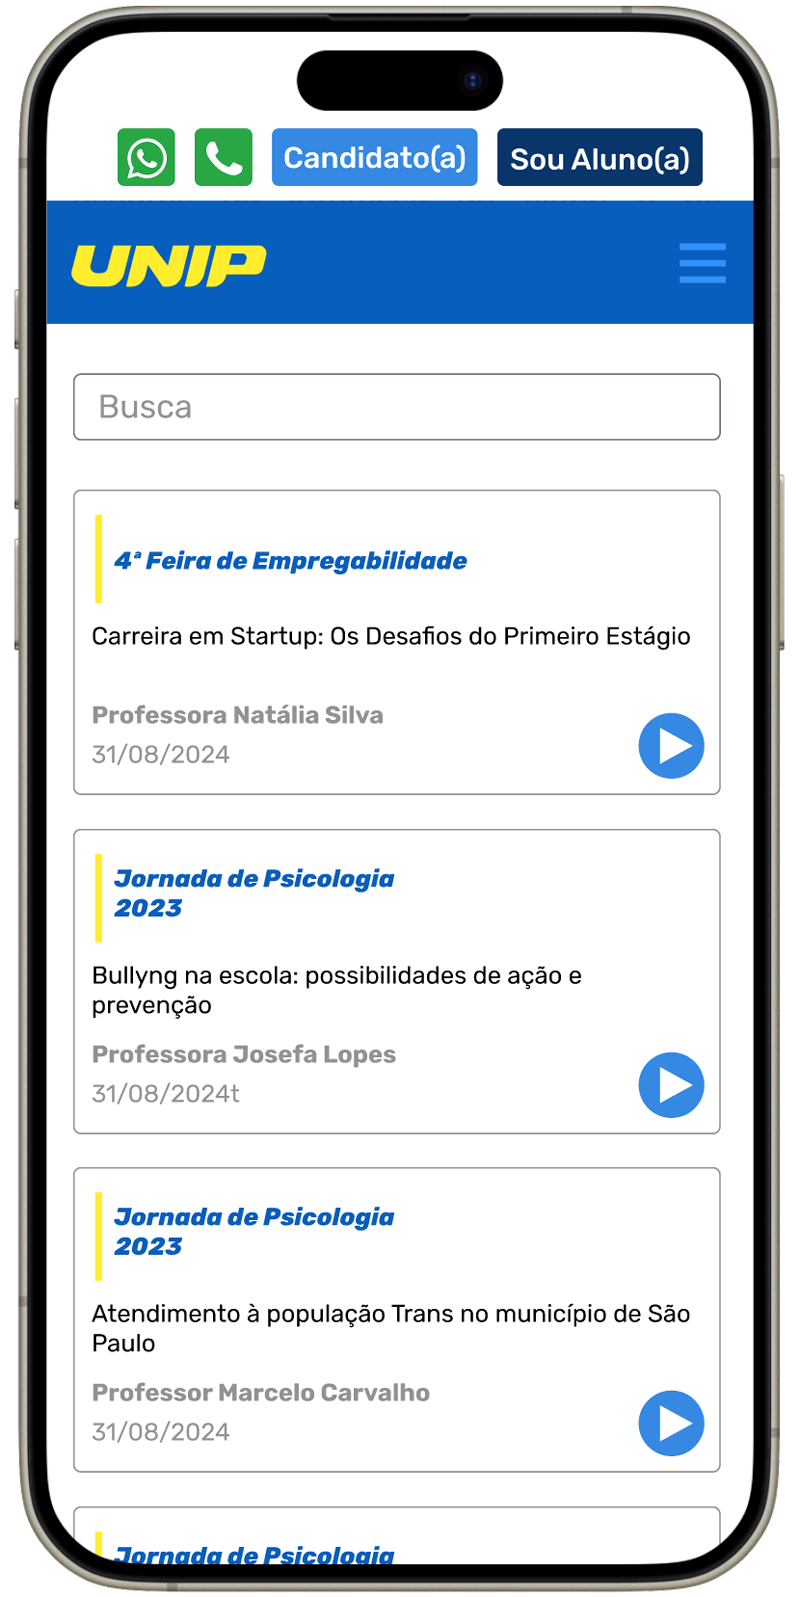 Candidato(a)
Sou Aluno(a)
UNIP
Busca
4ª Feira de Empregabilidade
Carreira em Startup: Os Desafios do Primeiro Estágio
Professora Natália Silva
31/08/2024
Jornada de Psicologia
2023
Bullyng na escola: possibilidades de ação e
prevenção
Professora Josefa Lopes
31/08/2024t
Jornada de Psicologia
2023
Atendimento à população Trans no município de São
Paulo
Professor Marcelo Carvalho
31/08/2024
Jornada de Psicologia